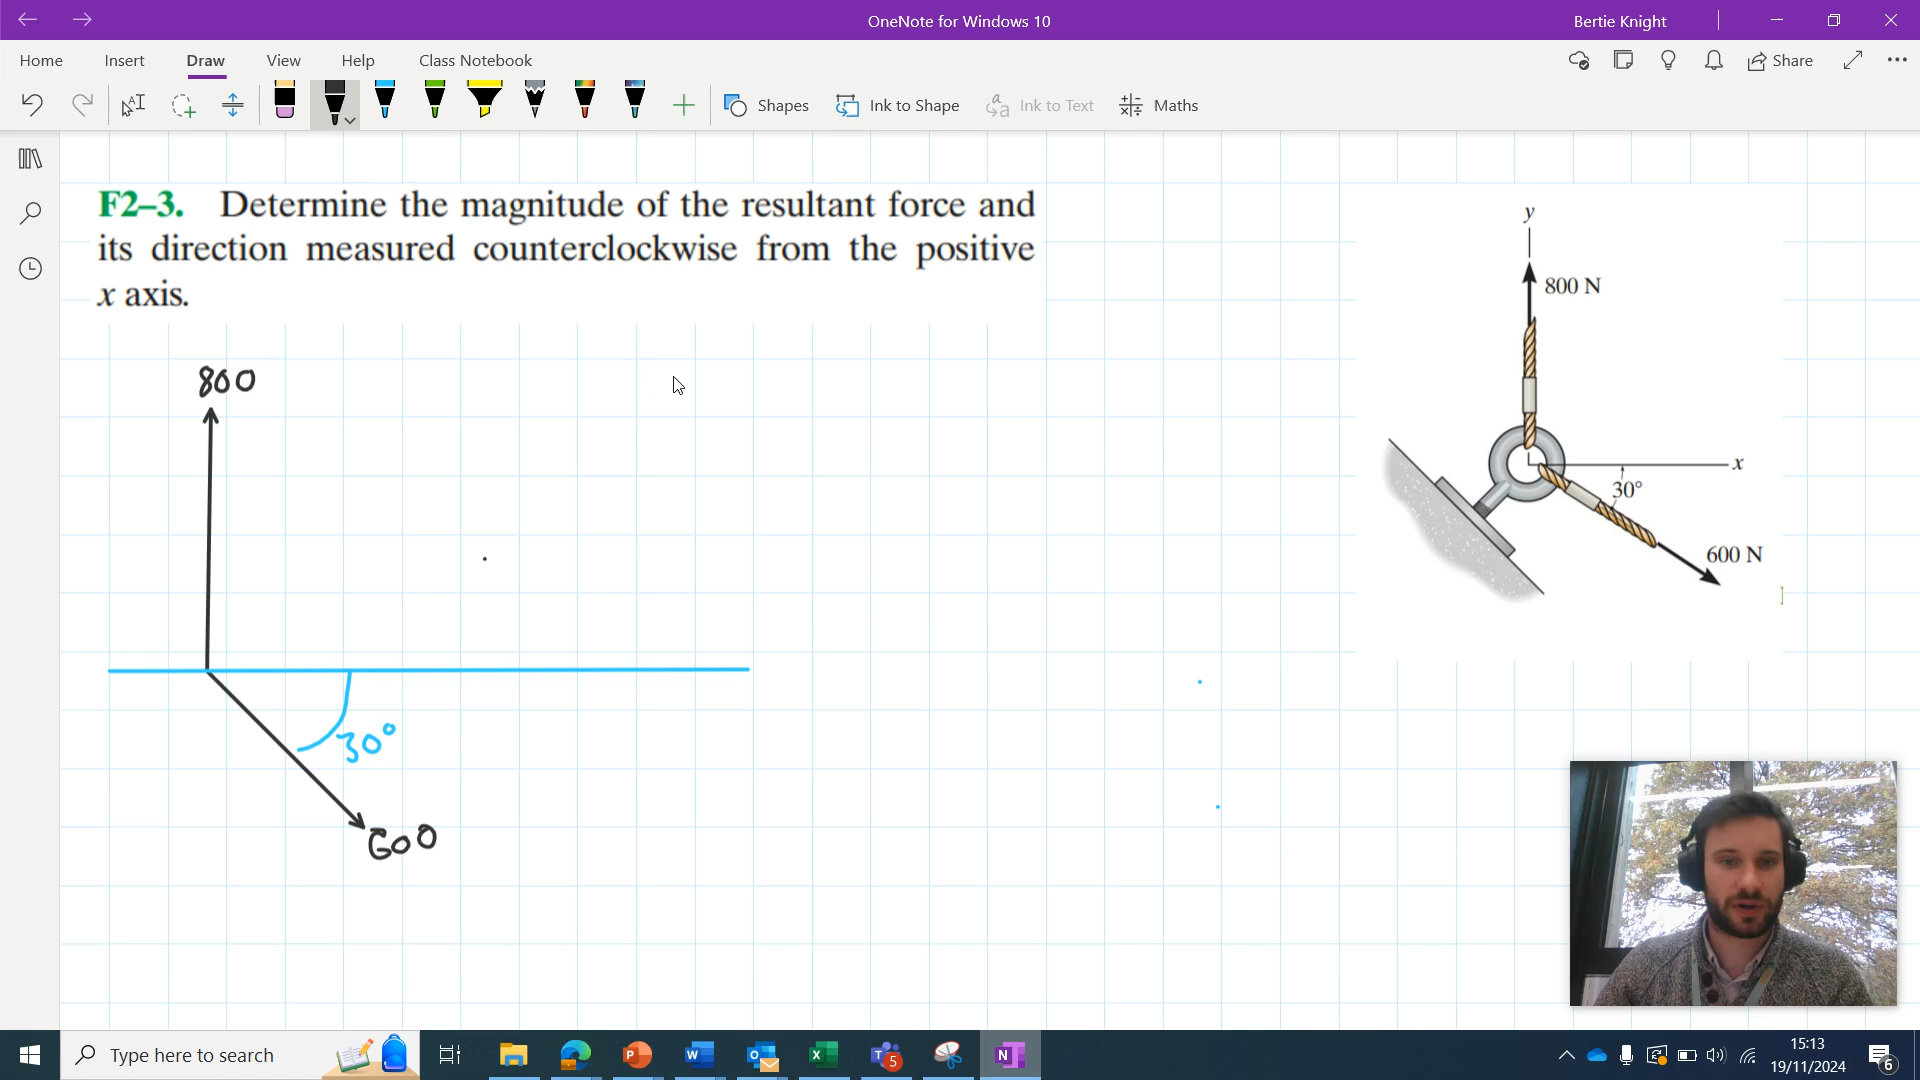 OneNote for Windows 10
Bertie Knight
Home Insert Draw View Help Class Notebook
Share
Shapes Ink to Shape Ink to Text Maths
F2–3. Determine the magnitude of the resultant force and
its direction measured counterclockwise from the positive
x axis.
y
800 N
x
30°
600 N
800
30°
600
Type here to search
15:13
19/11/2024
5
6